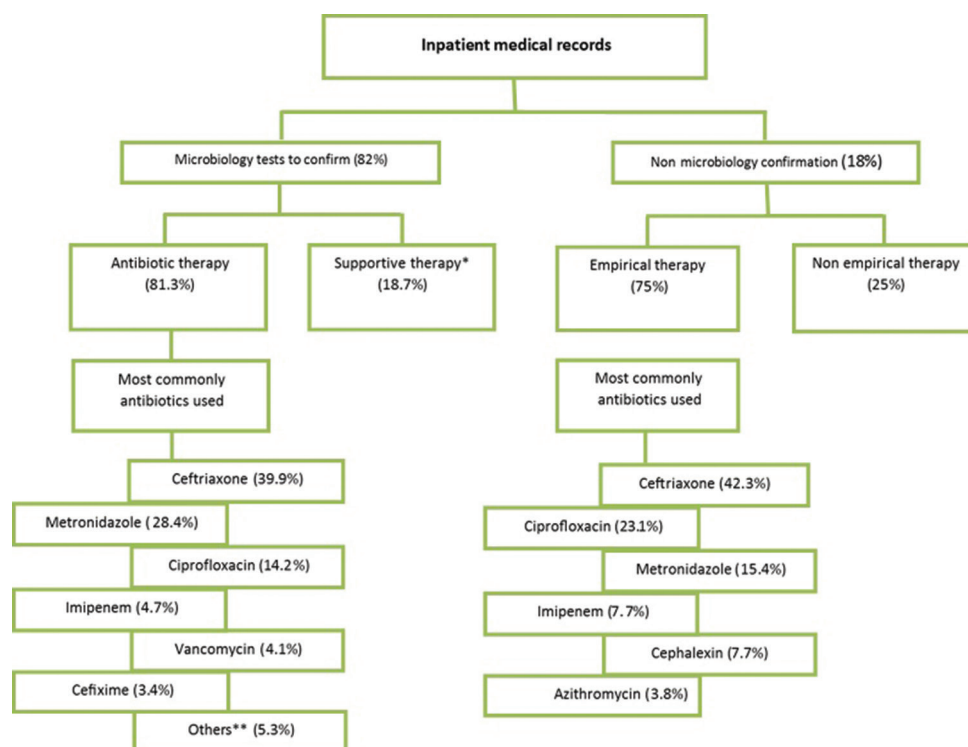 Inpatient medical records
Microbiology tests to confirm (82%)
Non microbiology confirmation (18%)
Antibiotic therapy
(81.3%)
Supportive therapy*
(18.7%)
Empirical therapy
(75%)
Non empirical therapy
(25%)
Most commonly
antibiotics used
Most commonly
antibiotics used
Ceftriaxone (39.9%)
Metronidazole (28.4%)
Ciprofloxacin (14.2%)
Imipenem (4.7%)
Vancomycin (4.1%)
Cefixime (3.4%)
Others** (5.3%)
Ceftriaxone (42.3%)
Ciprofloxacin (23.1%)
Metronidazole (15.4%)
Imipenem (7.7%)
Cephalexin (7.7%)
Azithromycin (3.8%)